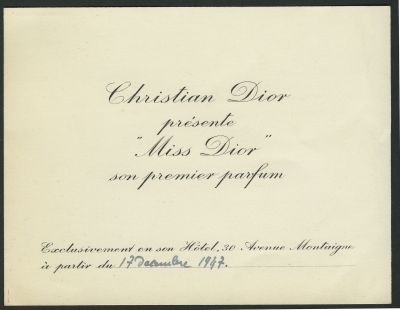 Christian Dior
présente
"Miss Dior"
son premier parfum
Exclusivement en son Hôtel, 30 Avenue Montaigne
à partir du 17 décembre 1947.